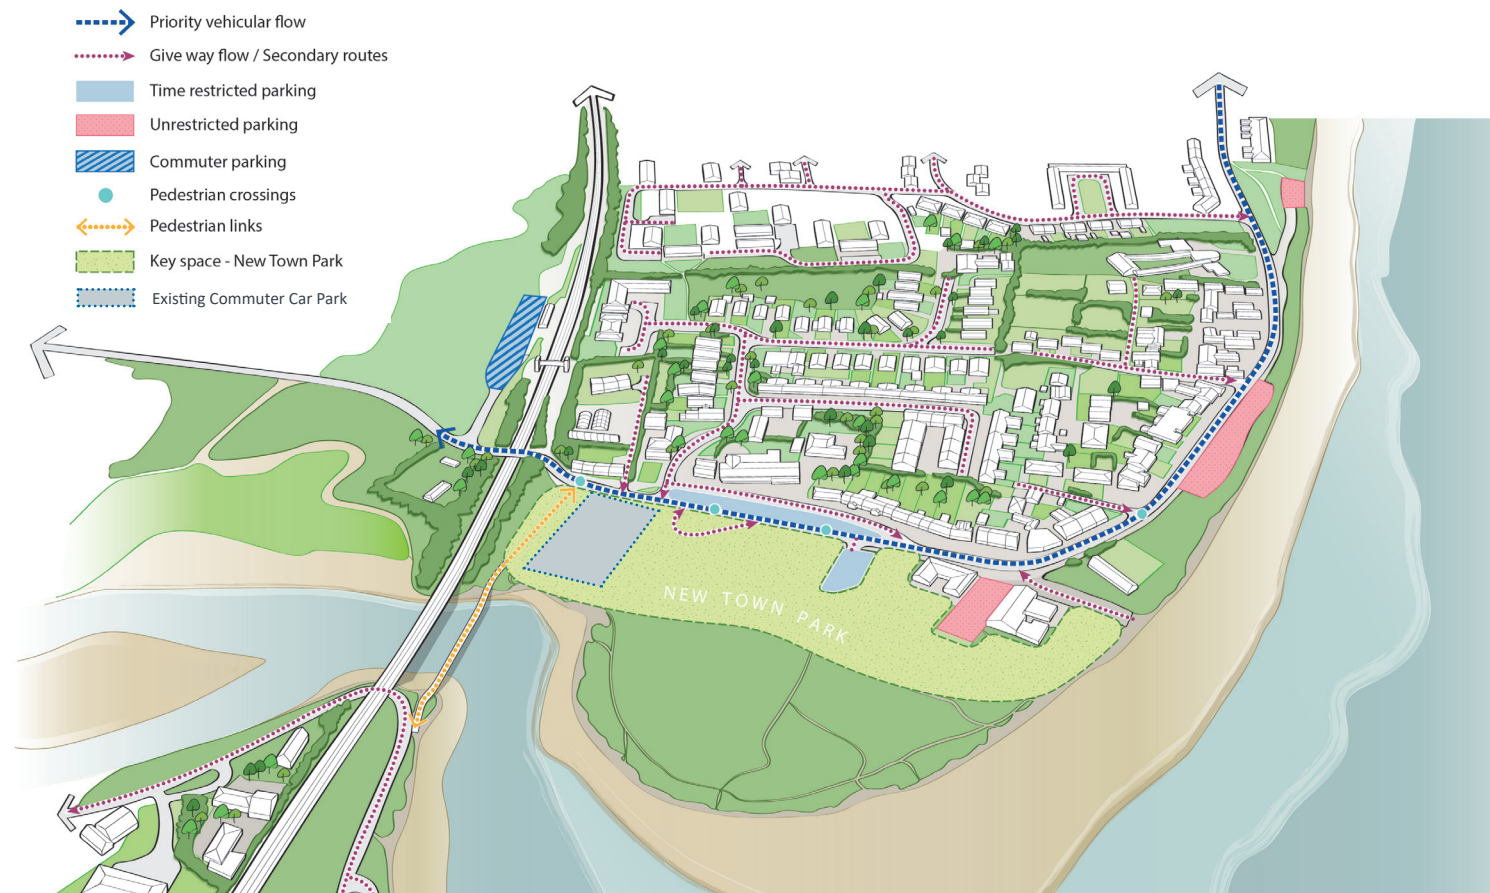 Priority vehicular flow
Give way flow / Secondary routes
Time restricted parking
Unrestricted parking
Commuter parking
Pedestrian crossings
Pedestrian links
Key space - New Town Park
Existing Commuter Car Park
NEW TOWN PARK